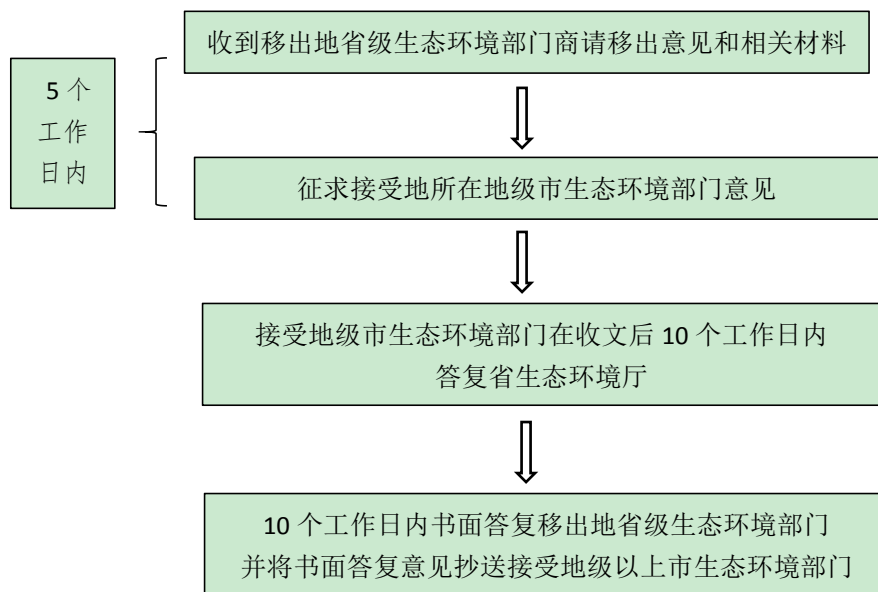 收到移出地省级生态环境部门商请移出意见和相关材料
5 个
工作
日内
征求接受地所在地级市生态环境部门意见
接受地级市生态环境部门在收文后 10 个工作日内
答复省生态环境厅
10 个工作日内书面答复移出地省级生态环境部门
并将书面答复意见抄送接受地级以上市生态环境部门